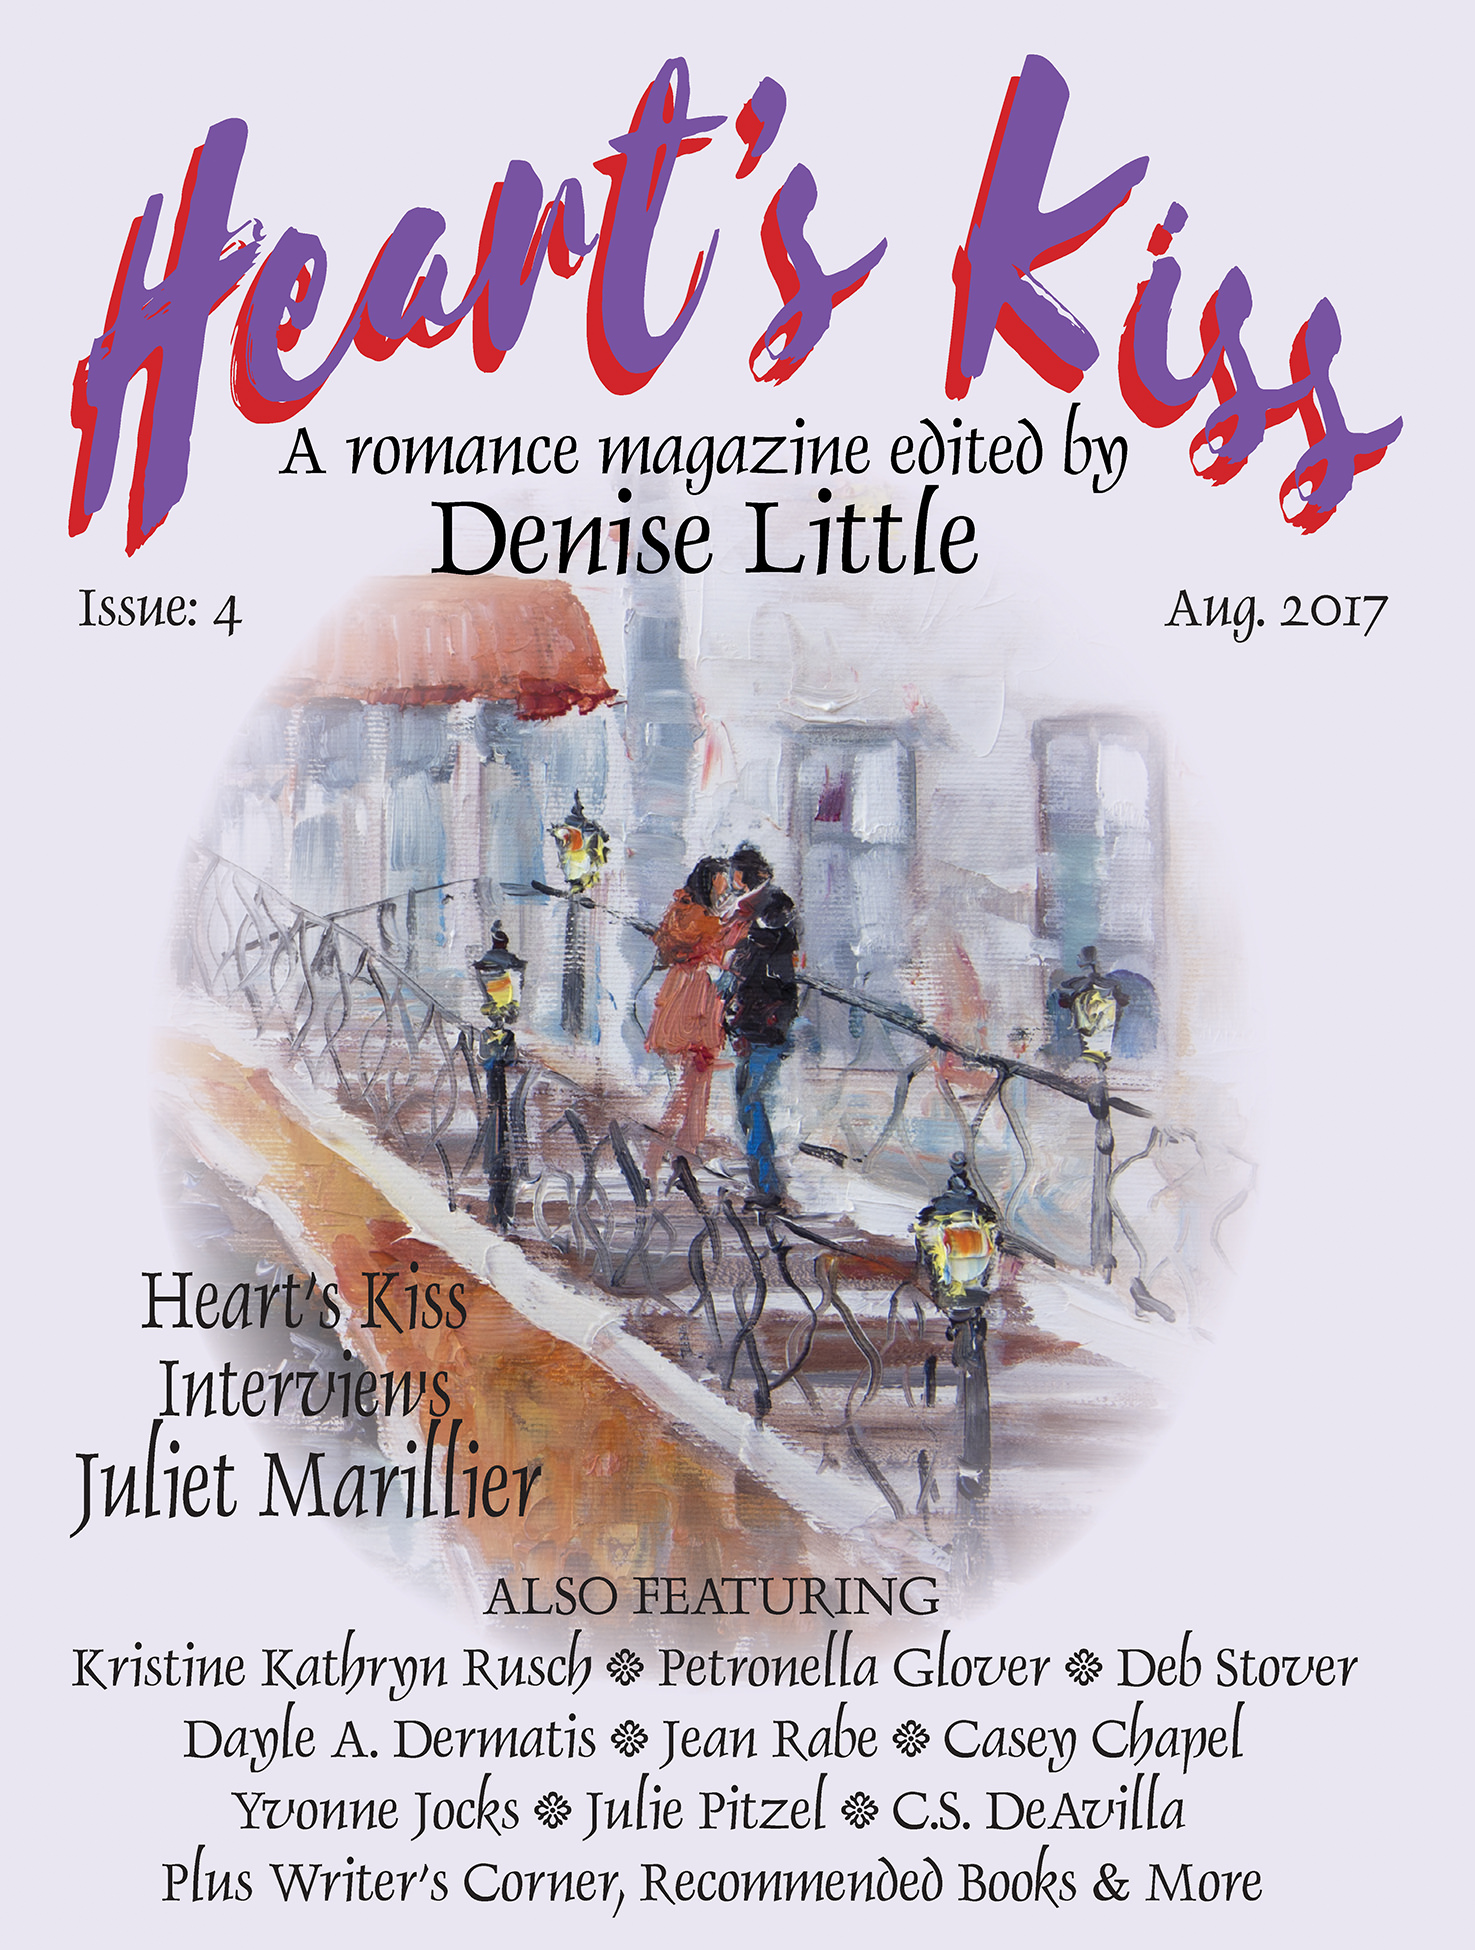 Heart's Kiss
A romance magazine edited by
Denise Little
Issue: 4
Aug. 2017
Heart's Kiss
Interviews
Juliet Marillier
ALSO FEATURING
Kristine Kathryn Rusch ❉ Petronella Glover ❉ Deb Stover
Dayle A. Dermatis ❉ Jean Rabe ❉ Casey Chapel
Yvonne Jocks ❉ Julie Pitzel ❉ C.S. DeAvilla
Plus Writer's Corner, Recommended Books & More